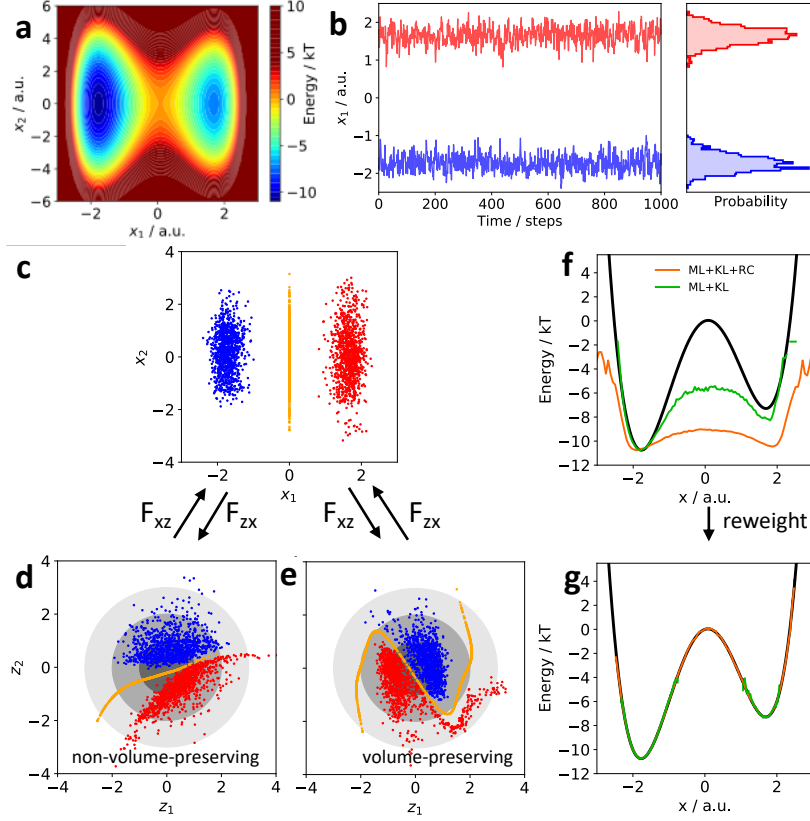 a
6
4
2
0
−2
−4
−6
x2 / a.u.
−2
0
2
x1 / a.u.
10
5
0
−5
−10
Energy / kT
b
2
1
0
−1
−2
x1 / a.u.
0
200
400
600
800
1000
Time / steps
Probability
c
4
2
0
−2
−4
x2
−2
0
2
x1
Fxz
Fzx
Fxz
Fzx
d
4
2
0
−2
−4
z2
non-volume-preserving
−4
−2
0
2
4
z1
e
volume-preserving
−4
−2
0
2
4
z1
f
ML+KL+RC
ML+KL
4
2
0
−2
−4
−6
−8
−10
−12
Energy / kT
−2
0
2
x / a.u.
reweight
g
4
2
0
−2
−4
−6
−8
−10
−12
Energy / kT
−2
0
2
x / a.u.